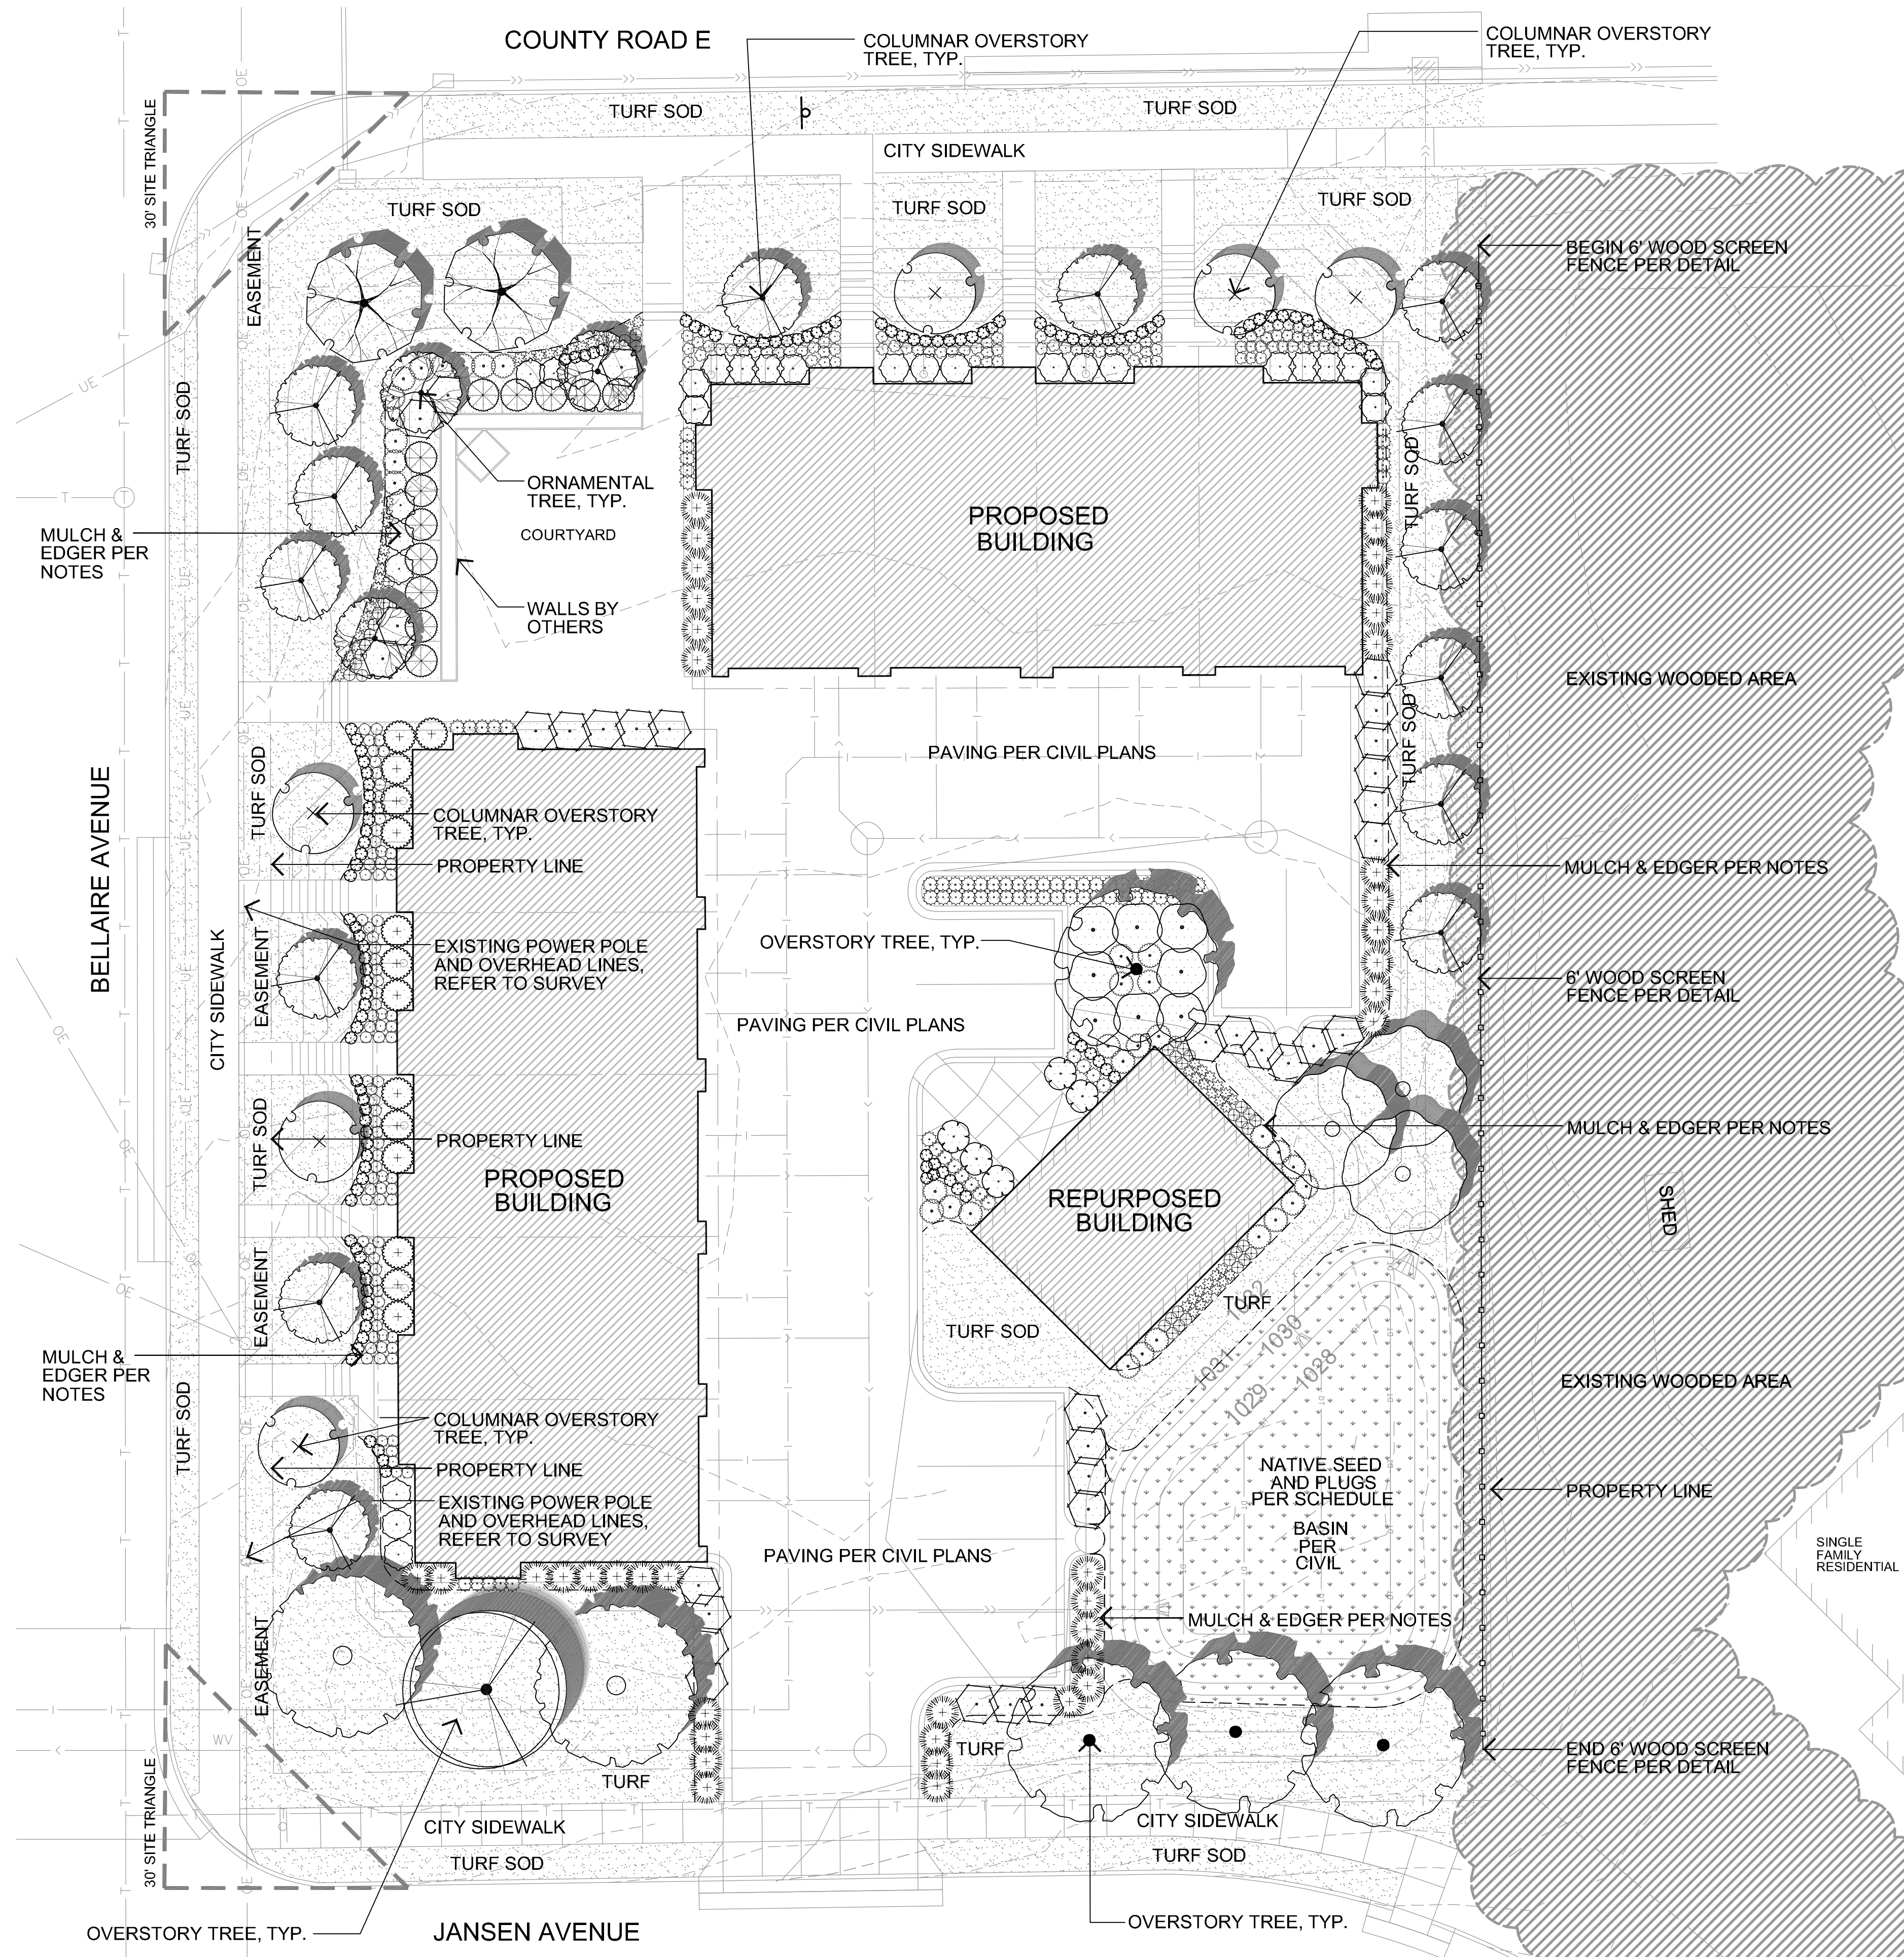 COUNTY ROAD E
COLUMNAR OVERSTORY
TREE, TYP.
COLUMNAR OVERSTORY
TREE, TYP.
30' SITE TRIANGLE
TURF SOD
TURF SOD
CITY SIDEWALK
TURF SOD
TURF SOD
TURF SOD
EASEMENT
BEGIN 6' WOOD SCREEN
FENCE PER DETAIL
OE
OE
UE
TURF SOD
TURF SOD
ORNAMENTAL
TREE, TYP.
COURTYARD
T
MULCH &
EDGER PER
NOTES
PROPOSED
BUILDING
WALLS BY
OTHERS
EXISTING WOODED AREA
TURF SOD
BELLAIRE AVENUE
TURF SOD
PAVING PER CIVIL PLANS
COLUMNAR OVERSTORY
TREE, TYP.
PROPERTY LINE
MULCH & EDGER PER NOTES
CITY SIDEWALK
EASEMENT
EXISTING POWER POLE
AND OVERHEAD LINES,
REFER TO SURVEY
OVERSTORY TREE, TYP.
6' WOOD SCREEN
FENCE PER DETAIL
PAVING PER CIVIL PLANS
OE
TURF SOD
PROPERTY LINE
MULCH & EDGER PER NOTES
PROPOSED
BUILDING
REPURPOSED
BUILDING
SHED
OE
OE
EASEMENT
TURF
1032
1031
1030
1029
1028
TURF SOD
MULCH &
EDGER PER
NOTES
EXISTING WOODED AREA
TURF SOD
COLUMNAR OVERSTORY
TREE, TYP.
PROPERTY LINE
NATIVE SEED
AND PLUGS
PER SCHEDULE
PROPERTY LINE
EXISTING POWER POLE
AND OVERHEAD LINES,
REFER TO SURVEY
BASIN
PER
CIVIL
PAVING PER CIVIL PLANS
SINGLE
FAMILY
RESIDENTIAL
MULCH & EDGER PER NOTES
EASEMENT
WV
TURF
TURF
END 6' WOOD SCREEN
FENCE PER DETAIL
30' SITE TRIANGLE
CITY SIDEWALK
CITY SIDEWALK
TURF SOD
TURF SOD
OVERSTORY TREE, TYP.
JANSEN AVENUE
OVERSTORY TREE, TYP.